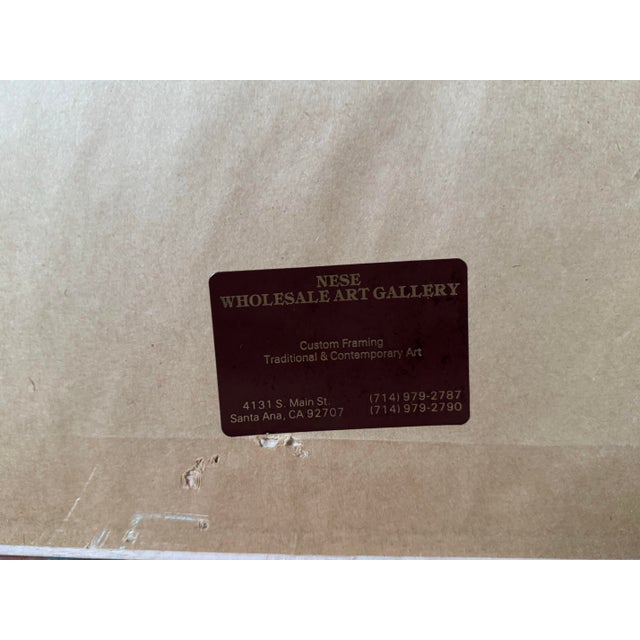 NESE
WHOLESALE ART GALLERY
Custom Framing
Traditional & Contemporary Art
4131 S. Main St.
Santa Ana, CA 92707
(714) 979-2787
(714) 979-2790